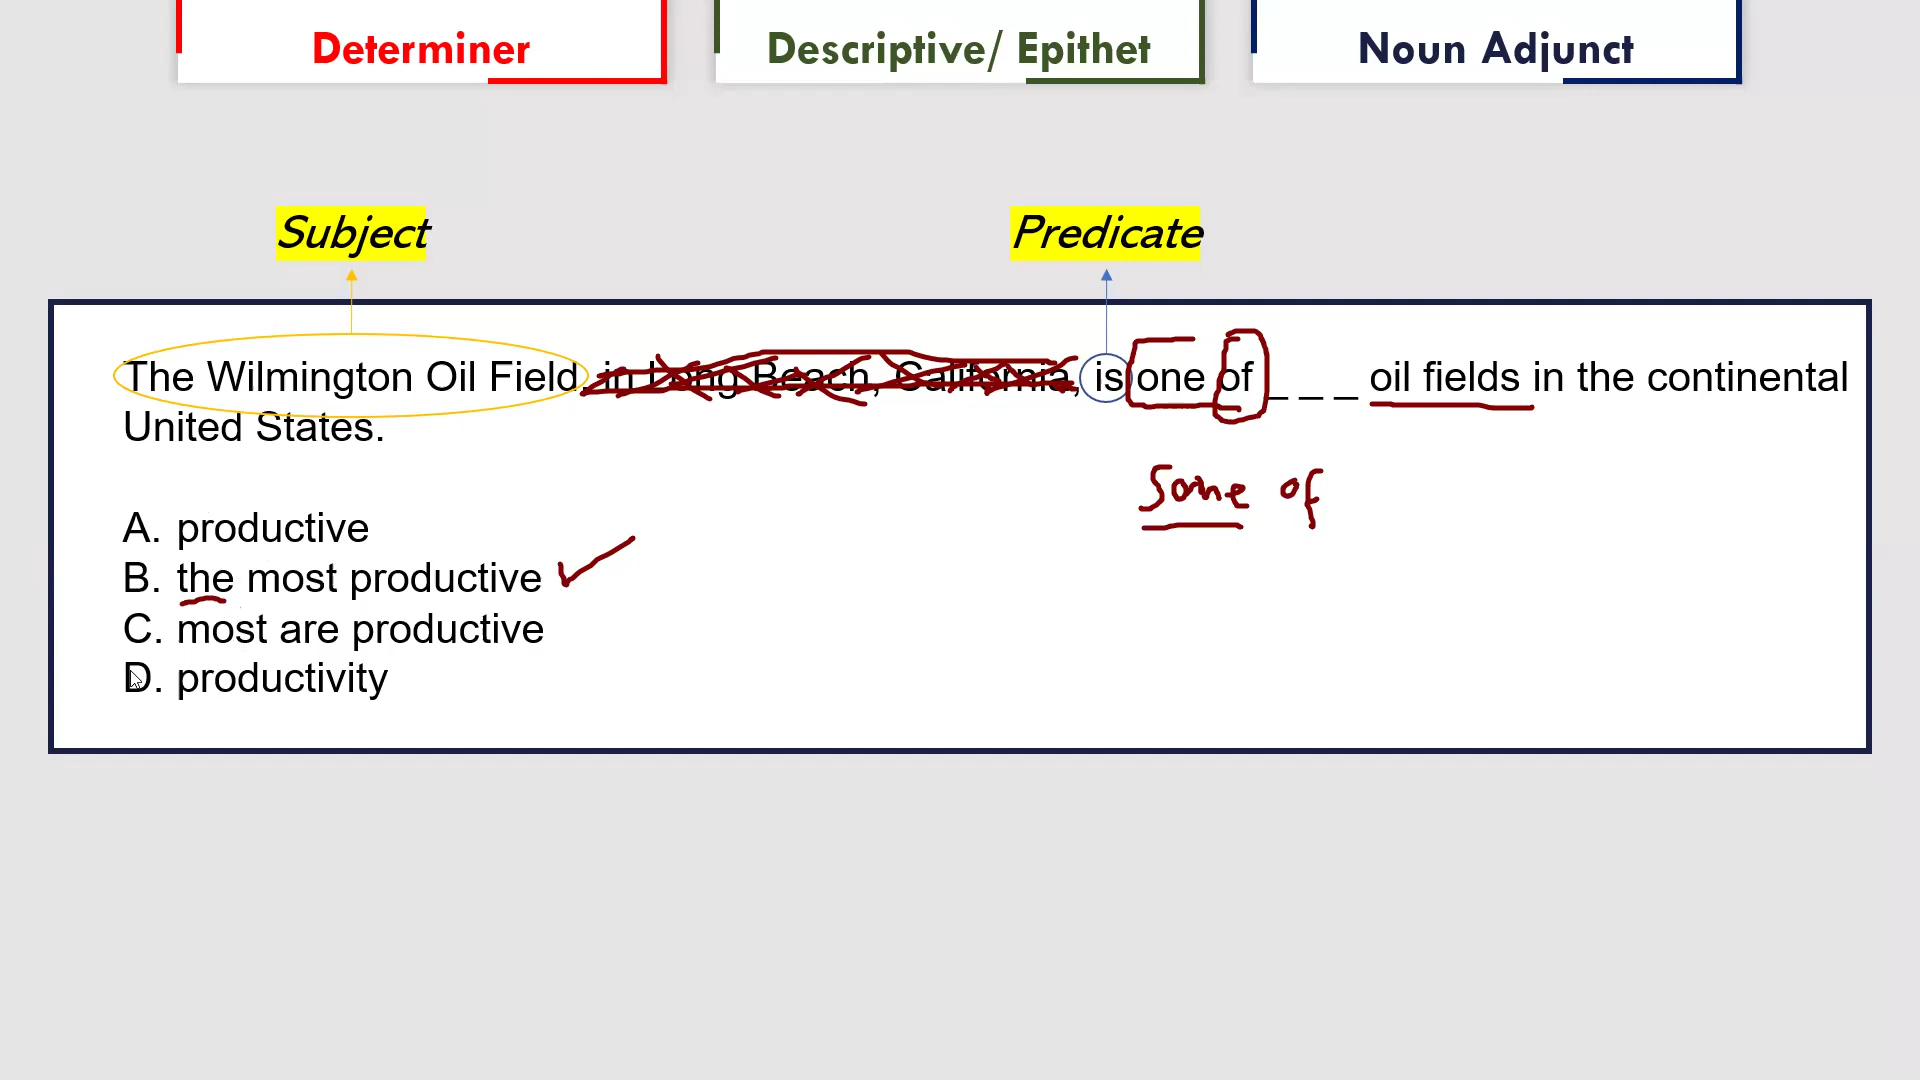 Determiner
Descriptive/ Epithet
Noun Adjunct
Subject
Predicate
The Wilmington Oil Field, in Long Beach, California, is one of _ _ _ oil fields in the continental
United States.
Some of
A. productive
B. the most productive
C. most are productive
D. productivity